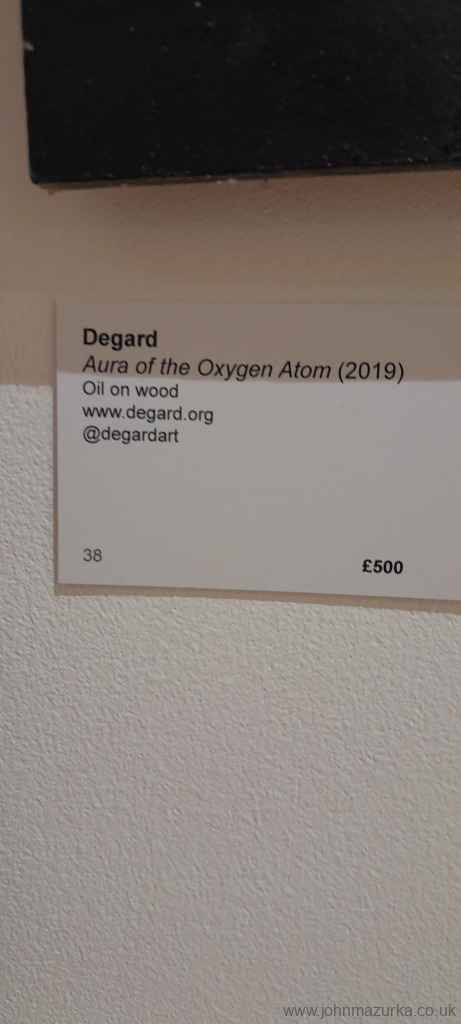 Degard
Aura of the Oxygen Atom (2019)
Oil on wood
www.degard.org
@degardart
38
£500
www.johnmazurka.co.uk